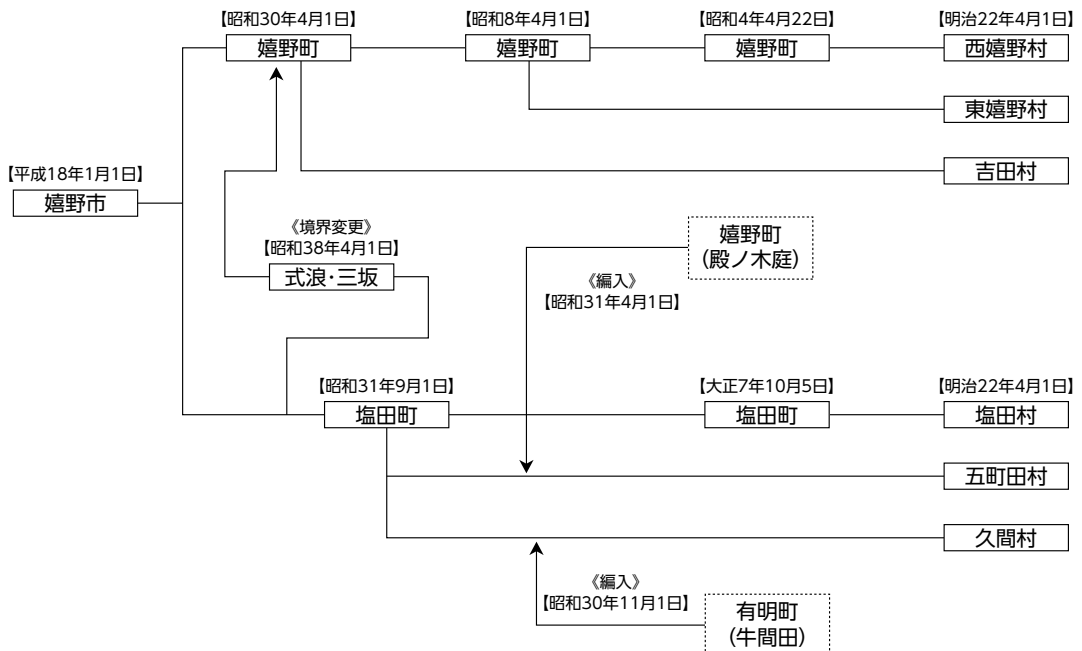 【昭和30年4月1日】
嬉野町
【昭和8年4月1日】
嬉野町
【昭和4年4月22日】
嬉野町
【明治22年4月1日】
西嬉野村
東嬉野村
吉田村
【平成18年1月1日】
嬉野市
《境界変更》
【昭和38年4月1日】
式浪・三坂
嬉野町
(殿ノ木庭)
《編入》
【昭和31年4月1日】
【昭和31年9月1日】
塩田町
【大正7年10月5日】
塩田町
【明治22年4月1日】
塩田村
五町田村
久間村
《編入》
【昭和30年11月1日】
有明町
(牛間田)